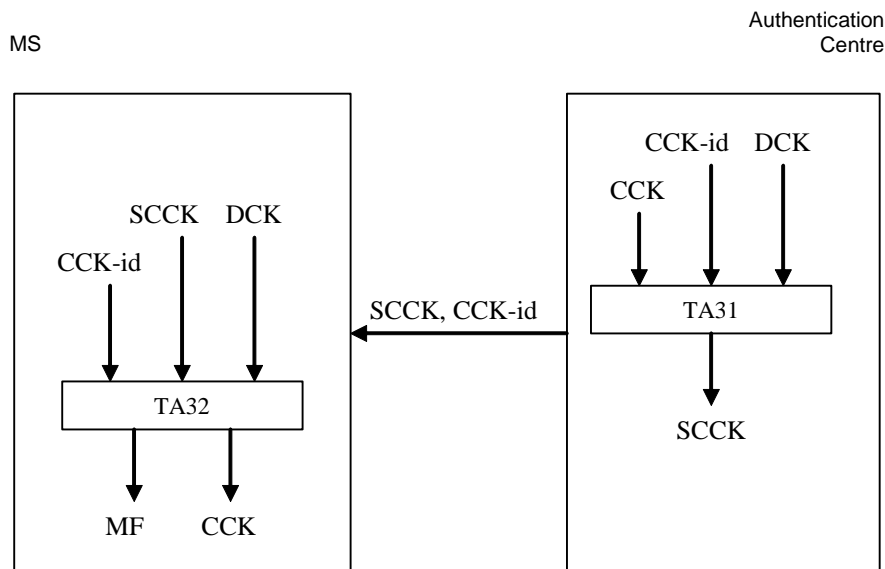 MS
Authentication
Centre
CCK-id DCK
CCK
SCCK DCK
CCK-id
SCCK, CCK-id
TA31
TA32
SCCK
MF CCK